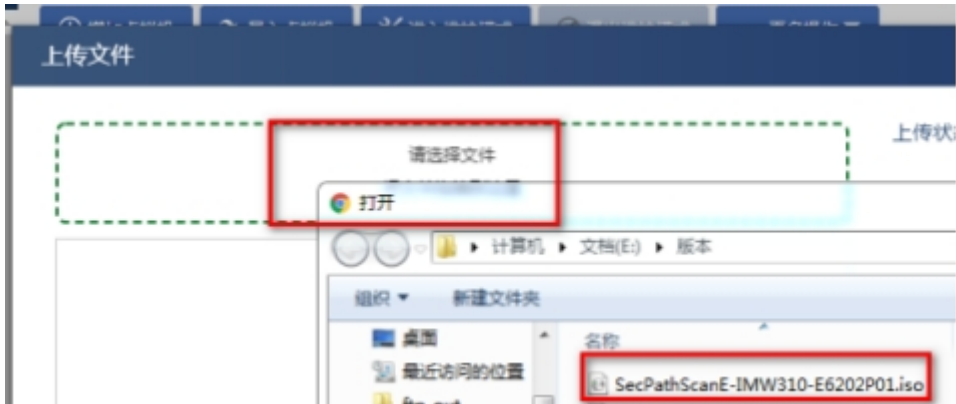 上传文件
请选择文件
上传状
打开
计算机 ▸ 文档(E:) ▸ 版本
组织 ▼ 新建文件夹
桌面
名称
最近访问的位置
SecPathScanE-IMW310-E6202P01.iso